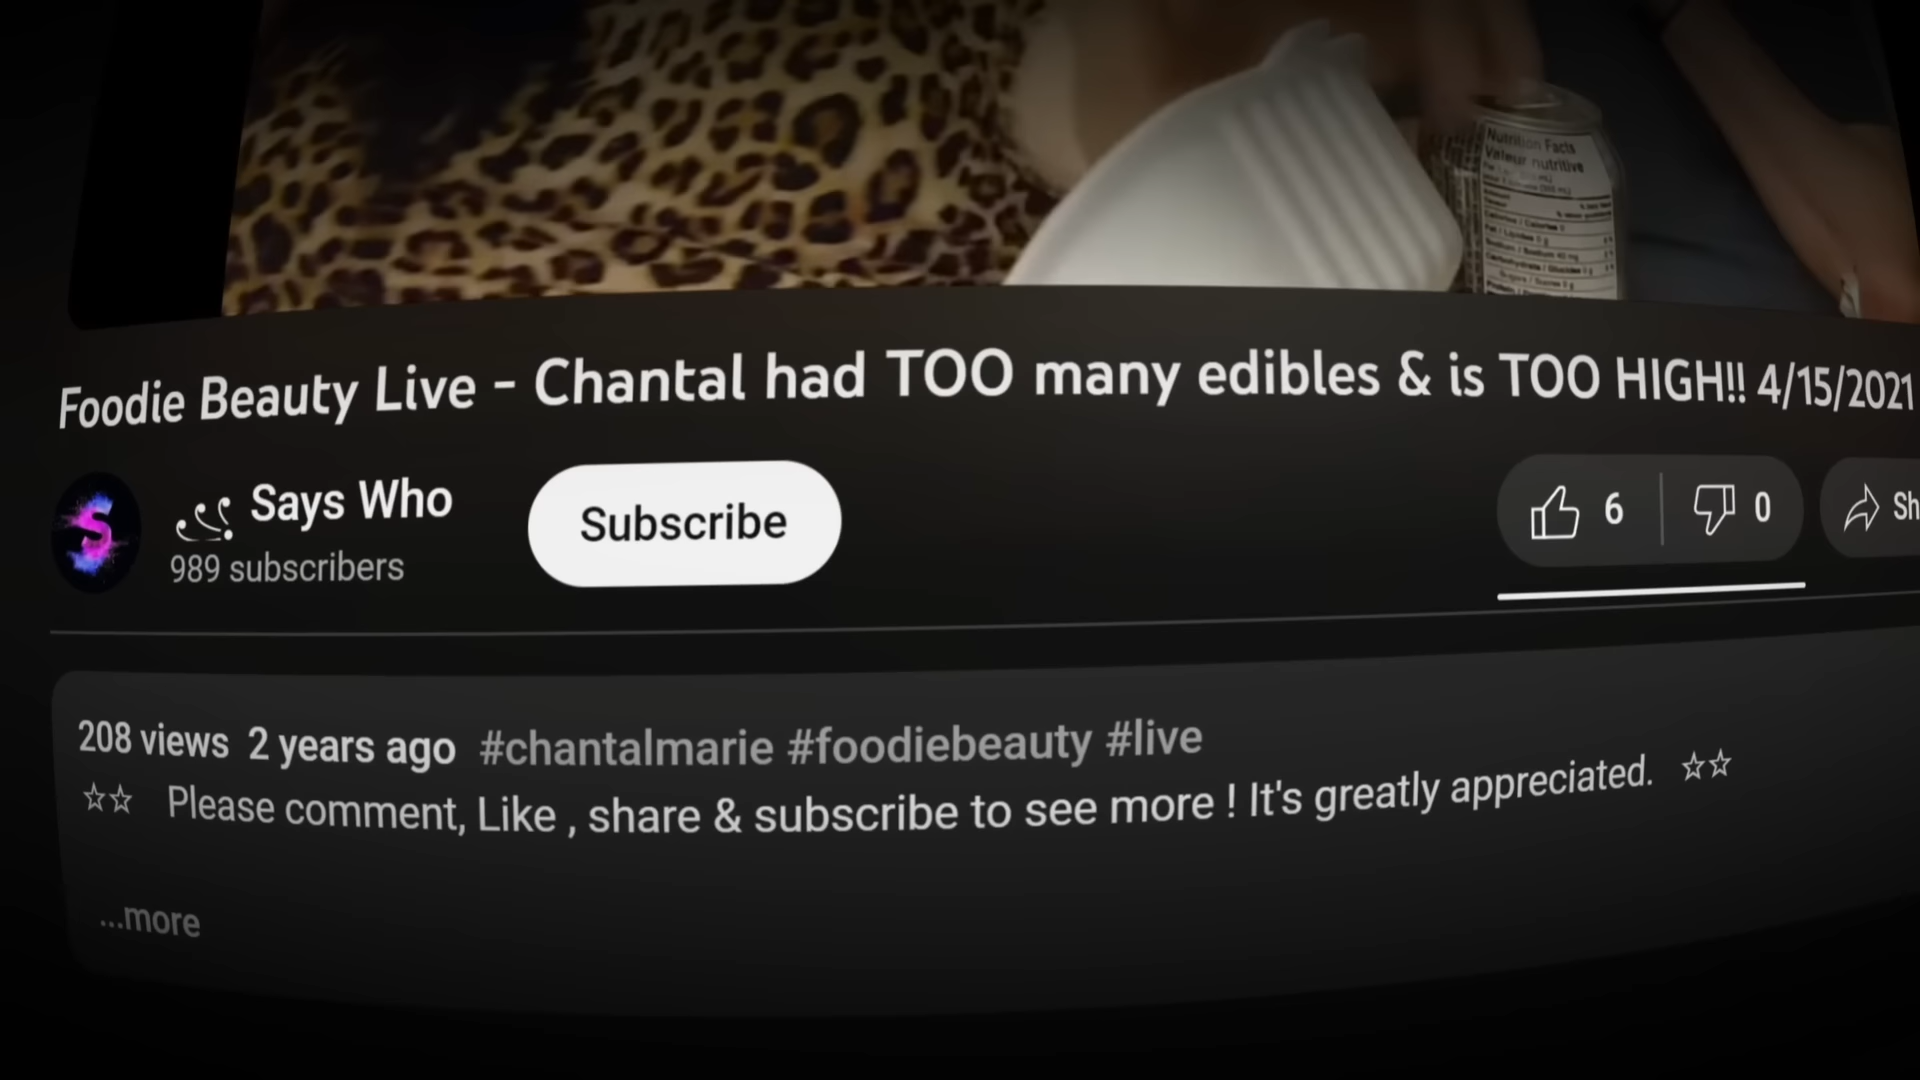 Nutrition Facts
Valeur nutritive
Foodie Beauty Live - Chantal had TOO many edibles & is TOO HIGH!! 4/15/2021
Says Who
989 subscribers
Subscribe
6
0
Sh
208 views 2 years ago #chantalmarie #foodiebeauty #live
☆☆ Please comment, Like , share & subscribe to see more ! It's greatly appreciated. ☆☆
...more